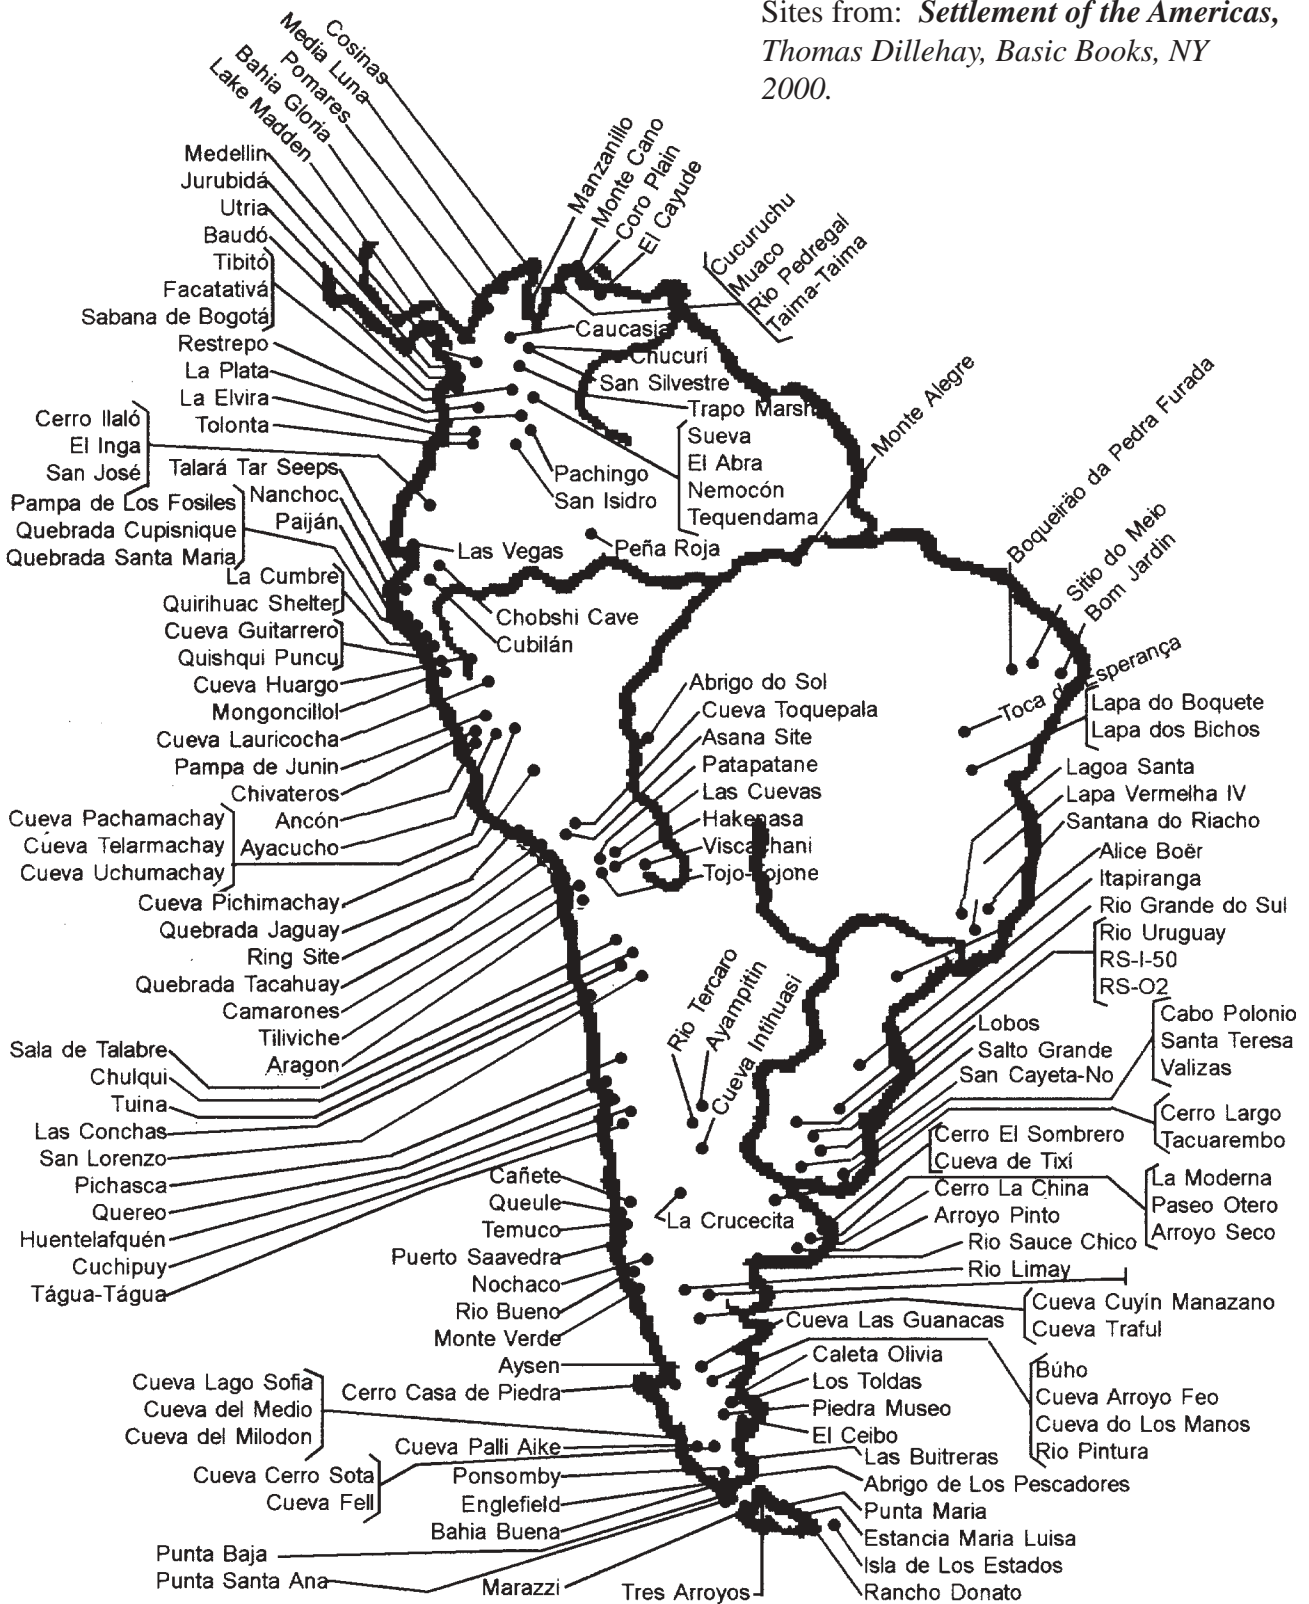 Sites from: Settlement of the Americas,
Thomas Dillehay, Basic Books, NY
2000.
Cosinas
Media Luna
Pomares
Bahia Gloria
Lake Madden
Medellin
Jurubidá
Utria
Baudó
Tibitó
Facatativá
Sabana de Bogotá
Restrepo
La Plata
La Elvira
Tolonta
Cerro Ilaló
El Inga
San José
Talará Tar Seeps
Nanchoc
Paiján
Pampa de Los Fosiles
Quebrada Cupisnique
Quebrada Santa Maria
La Cumbre
Quirihuac Shelter
Cueva Guitarrero
Quishqui Puncu
Cueva Huargo
Mongoncillol
Cueva Lauricocha
Pampa de Junin
Chivateros
Ancón
Ayacucho
Cueva Pachamachay
Cueva Telarmachay
Cueva Uchumachay
Cueva Pichimachay
Quebrada Jaguay
Ring Site
Quebrada Tacahuay
Camarones
Tiliviche
Aragon
Sala de Talabre
Chulqui
Tuina
Las Conchas
San Lorenzo
Pichasca
Quereo
Huentelafquén
Cuchipuy
Tágua-Tágua
Cañete
Queule
Temuco
Puerto Saavedra
Nochaco
Rio Bueno
Monte Verde
Aysen
Cerro Casa de Piedra
Cueva Lago Sofia
Cueva del Medio
Cueva del Milodon
Cueva Palli Aike
Cueva Cerro Sota
Cueva Fell
Ponsomby
Englefield
Bahia Buena
Punta Baja
Punta Santa Ana
Marazzi
Tres Arroyos
Manzanillo
Monte Cano
Coro Plain
El Cayude
Cucuruchu
Muaco
Rio Pedregal
Taima-Taima
Caucasia
Chucurí
San Silvestre
Trapo Marsh
Sueva
El Abra
Nemocón
Tequendama
Pachingo
San Isidro
Las Vegas
Peña Roja
Chobshi Cave
Cubilán
Monte Alegre
Boqueirão da Pedra Furada
Sitio do Meio
Bom Jardin
Toca da Esperança
Lapa do Boquete
Lapa dos Bichos
Abrigo do Sol
Cueva Toquepala
Asana Site
Patapatane
Las Cuevas
Hakenasa
Viscachani
Tojo-Tojone
Lagoa Santa
Lapa Vermelha IV
Santana do Riacho
Alice Boër
Itapiranga
Rio Grande do Sul
Rio Uruguay
RS-I-50
RS-O2
Rio Tercaro
Ayampitin
Cueva Intihuasi
Lobos
Salto Grande
San Cayeta-No
Cabo Polonio
Santa Teresa
Valizas
Cerro Largo
Tacuarembo
Cerro El Sombrero
Cueva de Tixí
La Moderna
Paseo Otero
Arroyo Seco
Cerro La China
Arroyo Pinto
Rio Sauce Chico
Rio Limay
La Crucecita
Cueva Cuyín Manazano
Cueva Traful
Cueva Las Guanacas
Caleta Olivia
Los Toldas
Piedra Museo
El Ceibo
Búho
Cueva Arroyo Feo
Cueva do Los Manos
Rio Pintura
Las Buitreras
Abrigo de Los Pescadores
Punta Maria
Estancia Maria Luisa
Isla de Los Estados
Rancho Donato